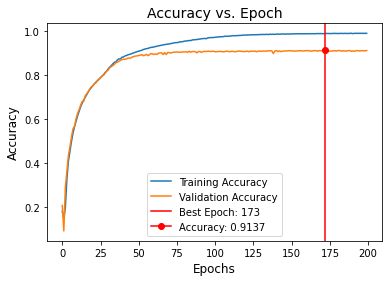 Accuracy vs. Epoch
Accuracy
1.0
0.8
0.6
0.4
0.2
Training Accuracy
Validation Accuracy
Best Epoch: 173
Accuracy: 0.9137
0 25 50 75 100 125 150 175 200
Epochs